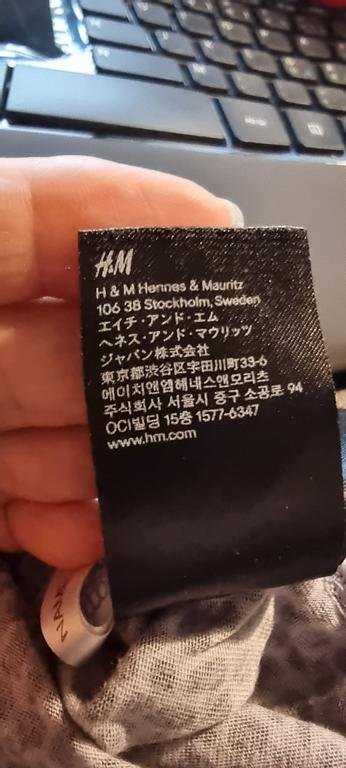 H&M
H & M Hennes & Mauritz
106 38 Stockholm, Sweden
エイチ・アンド・エム
ヘネス・アンド・マウリッツ
ジャパン株式会社
東京都渋谷区宇田川町33-6
에이치앤엠헤네스앤모리츠
주식회사 서울시 중구 소공로 94
OCI빌딩 15층 1577-6347
www.hm.com